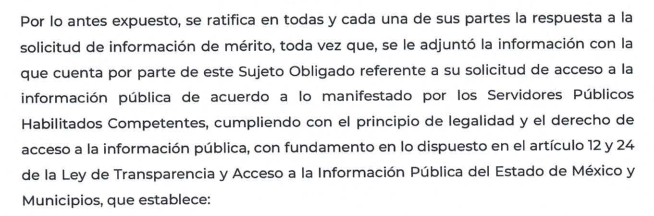 Por lo antes expuesto, se ratifica en todas y cada una de sus partes la respuesta a la
solicitud de información de mérito, toda vez que, se le adjuntó la información con la
que cuenta por parte de este Sujeto Obligado referente a su solicitud de acceso a la
información pública de acuerdo a lo manifestado por los Servidores Públicos
Habilitados Competentes, cumpliendo con el principio de legalidad y el derecho de
acceso a la información pública, con fundamento en lo dispuesto en el artículo 12 y 24
de la Ley de Transparencia y Acceso a la Información Pública del Estado de México y
Municipios, que establece: